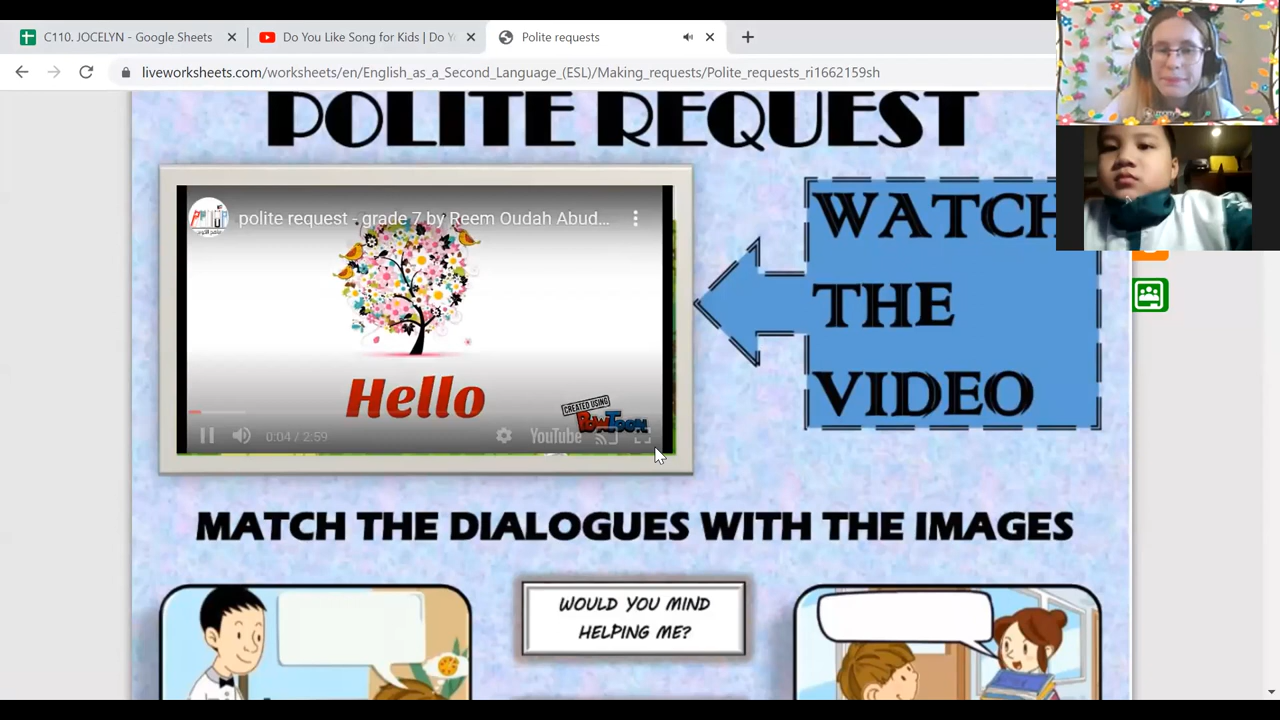 C110. JOCELYN - Google Sheets
Do You Like Song for Kids | Do Yo
Polite requests
liveworksheets.com/worksheets/en/English_as_a_Second_Language_(ESL)/Making_requests/Polite_requests_ri1662159sh
POLITE REQUEST
polite request - grade 7 by Reem Oudah Abud...
Hello
CREATED USING
POWTOON
0:04 / 2:59
YouTube
WATCH
THE
VIDEO
MATCH THE DIALOGUES WITH THE IMAGES
WOULD YOU MIND
HELPING ME?